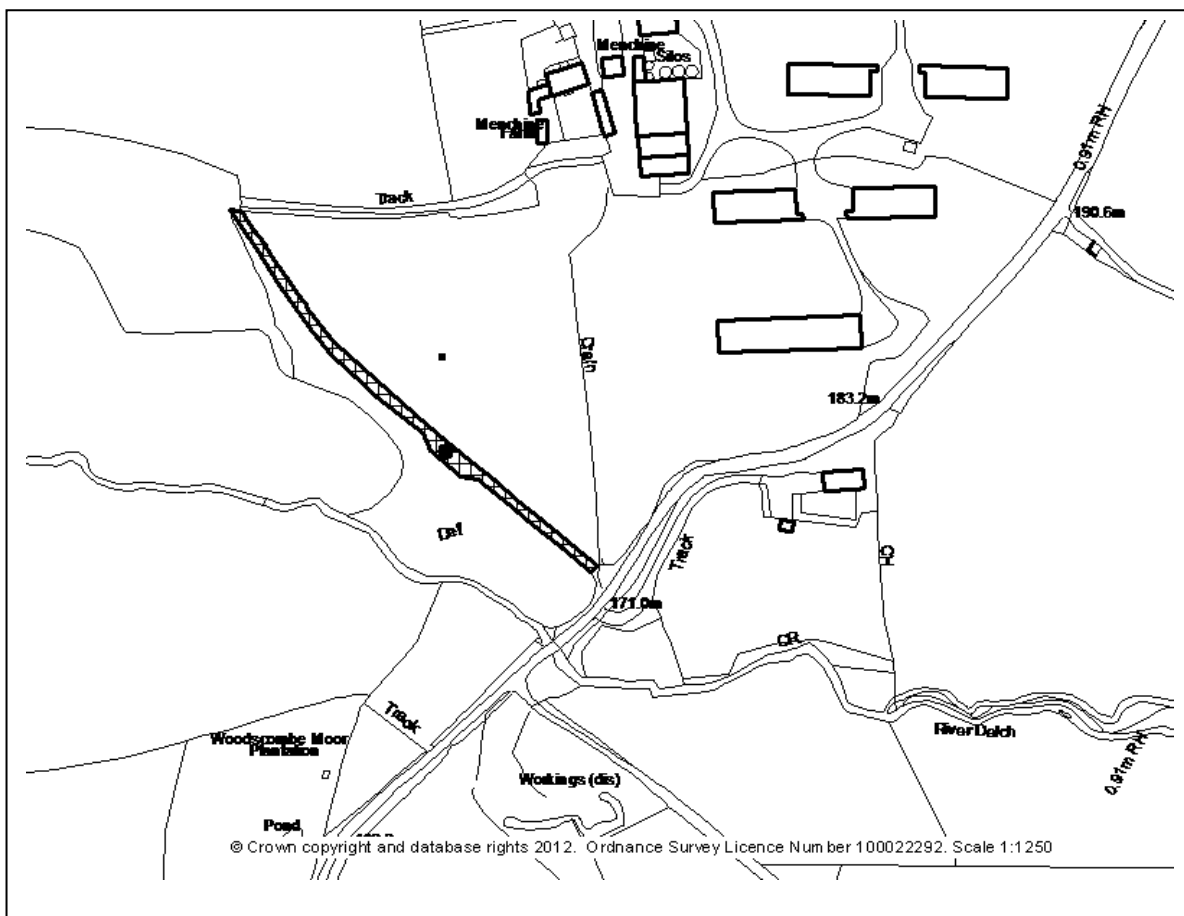 Menchine
Silos
Menchine
Farm
Track
0.91m RH
190.6m
Drain
183.2m
Def
Track
CH
171.0m
CR
Track
River Dalch
0.91m RH
Woodscombe Moor
Plantation
Workings (dis)
Pond
© Crown copyright and database rights 2012. Ordnance Survey Licence Number 100022292. Scale 1:1250